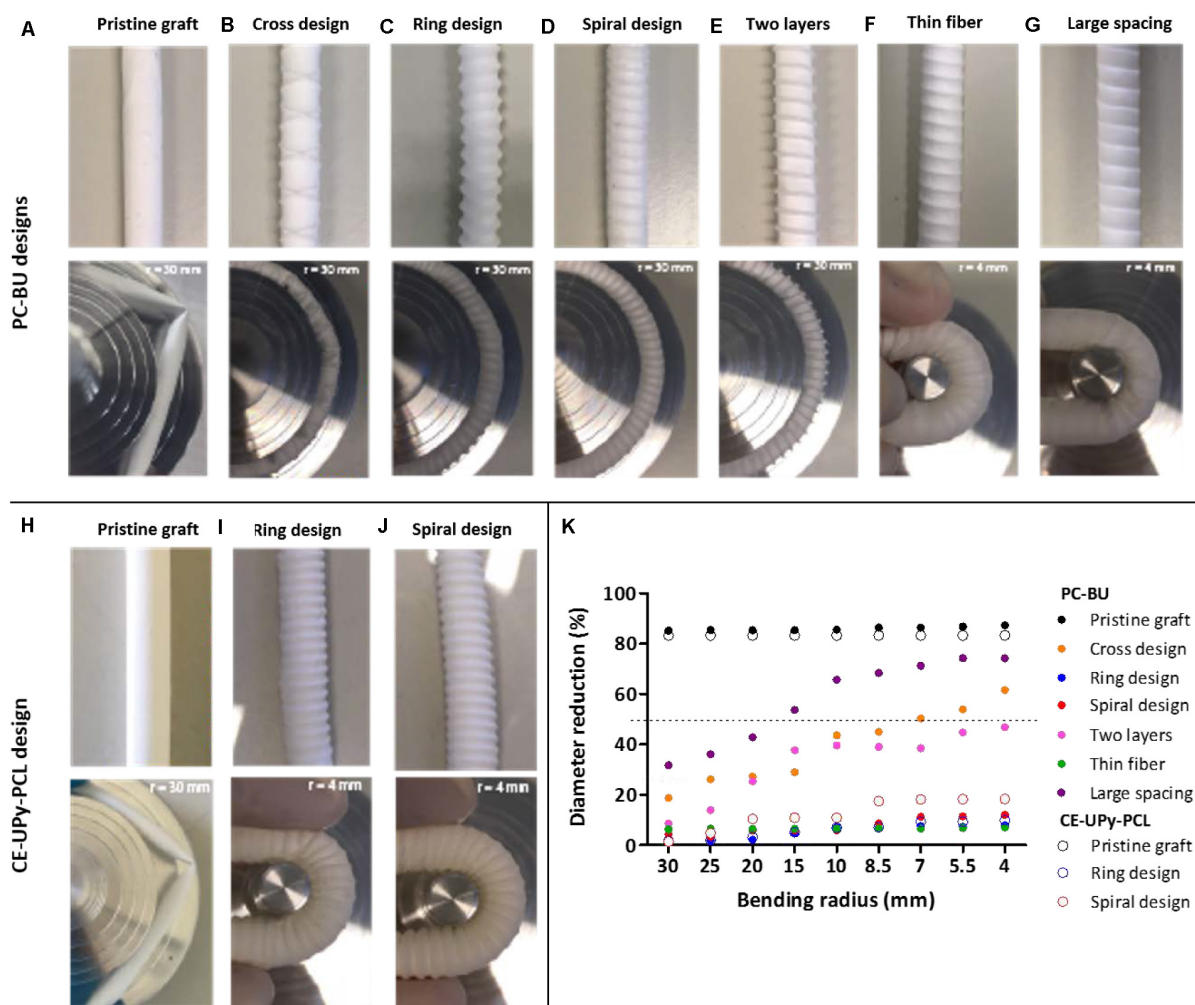 A Pristine graft B Cross design C Ring design D Spiral design E Two layers F Thin fiber G Large spacing
PC-BU designs
r = 30 mm r = 30 mm r = 30 mm r = 30 mm r = 30 mm r = 4 mm r = 4 mm
H Pristine graft I Ring design J Spiral design K
CE-UPy-PCL design
r = 30 mm r = 4 mm r = 4 mm
Diameter reduction (%)
100
80
60
40
20
0
30 25 20 15 10 8.5 7 5.5 4
Bending radius (mm)
PC-BU
Pristine graft
Cross design
Ring design
Spiral design
Two layers
Thin fiber
Large spacing
CE-UPy-PCL
Pristine graft
Ring design
Spiral design